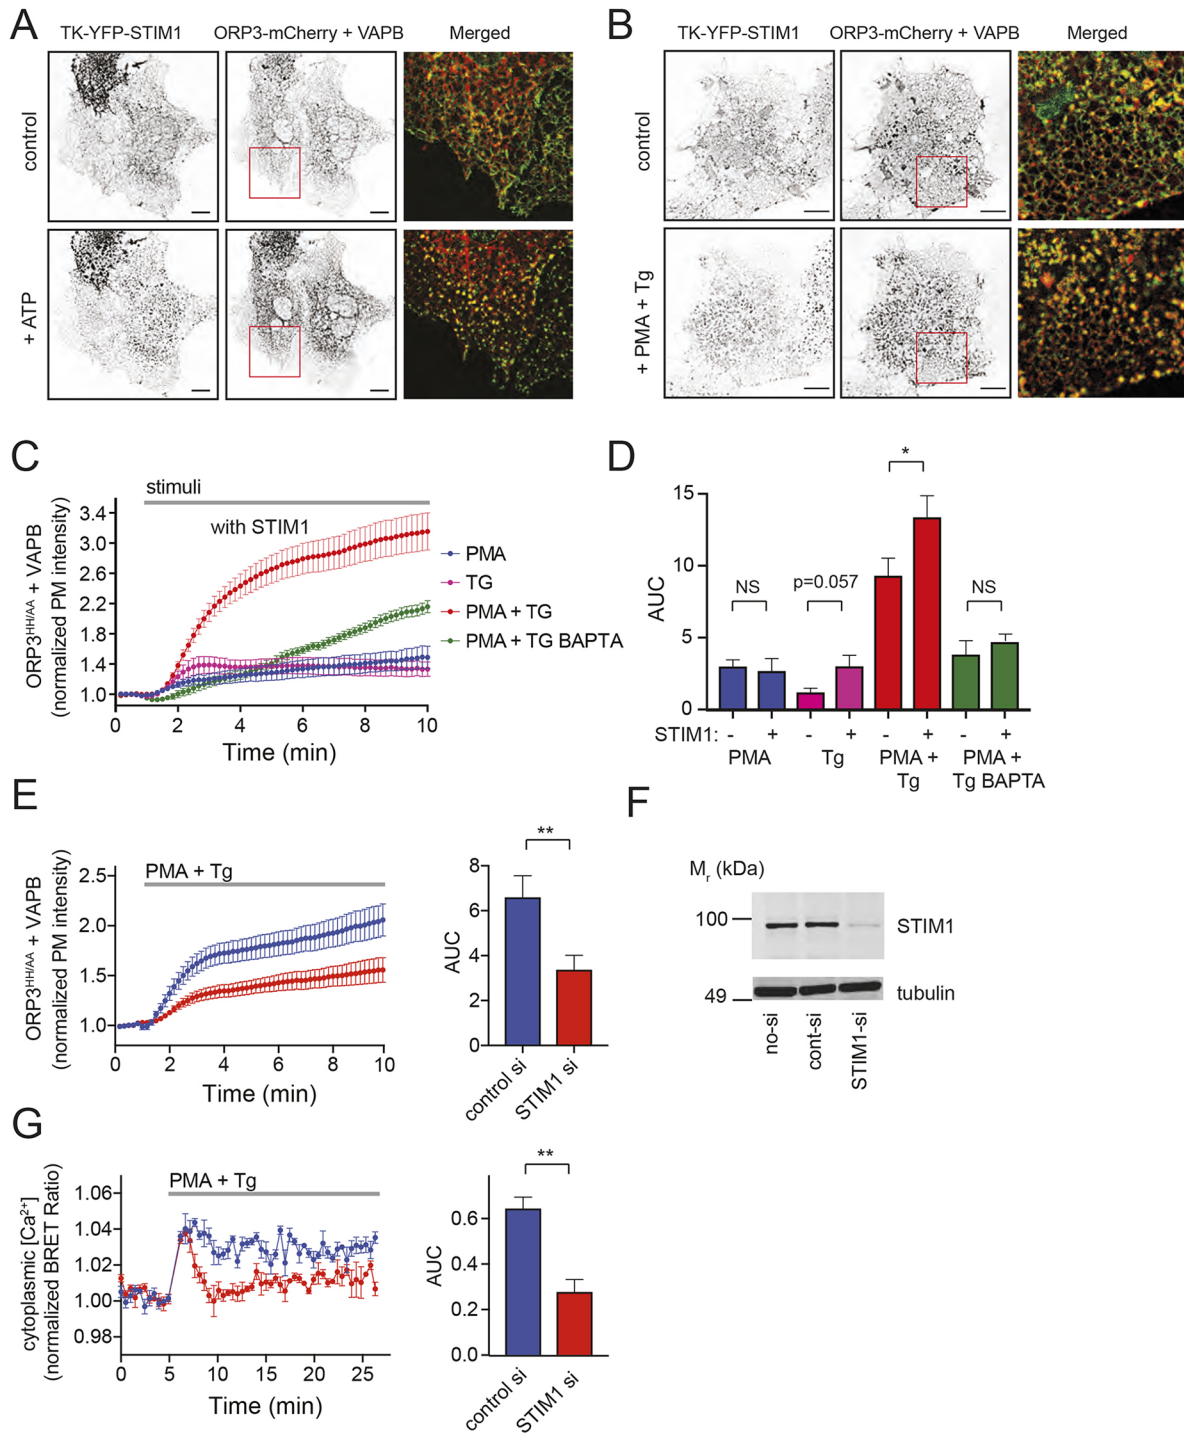 A
TK-YFP-STIM1
ORP3-mCherry + VAPB
Merged
control
+ ATP
B
TK-YFP-STIM1
ORP3-mCherry + VAPB
Merged
control
+ PMA + Tg
C
stimuli
with STIM1
ORP3ᴴᴴ/ᴬᴬ + VAPB
(normalized PM intensity)
3.4
3.0
2.6
2.2
1.8
1.4
1.0
0 2 4 6 8 10
Time (min)
PMA
TG
PMA + TG
PMA + TG BAPTA
D
AUC
15
10
5
0
NS
p=0.057
*
NS
STIM1: - + - + - + - +
PMA Tg PMA + PMA +
Tg Tg BAPTA
E
PMA + Tg
ORP3ᴴᴴ/ᴬᴬ + VAPB
(normalized PM intensity)
2.5
2.0
1.5
1.0
0 2 4 6 8 10
Time (min)
**
AUC
8
6
4
2
0
control si
STIM1 si
F
Mᵣ (kDa)
100
STIM1
49
tubulin
no-si
cont-si
STIM1-si
G
PMA + Tg
cytoplasmic [Ca²⁺]
(normalized BRET Ratio)
1.06
1.04
1.02
1.00
0.98
0 5 10 15 20 25
Time (min)
**
AUC
0.6
0.4
0.2
0.0
control si
STIM1 si